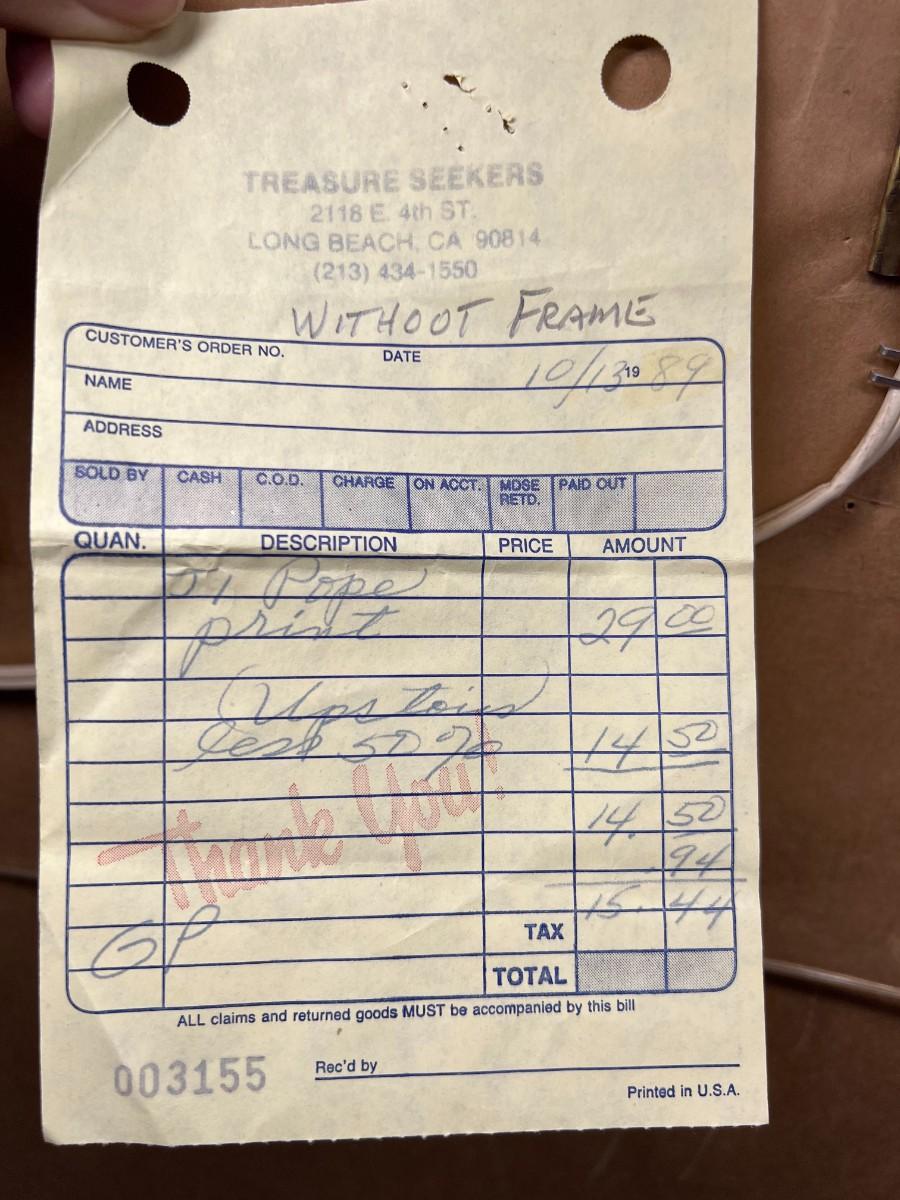 TREASURE SEEKERS
2118 E. 4th ST.
LONG BEACH, CA 90814
(213) 434-1550
WITHOUT FRAME
CUSTOMER'S ORDER NO. DATE 10/13 19 89
NAME
ADDRESS
SOLD BY CASH C.O.D. CHARGE ON ACCT. MDSE RETD. PAID OUT
QUAN. DESCRIPTION PRICE AMOUNT
Pope
print 29 00
(Upstairs)
less 50% 14 50
Thank You!
14. 50
.94
15. 44
GP
TAX
TOTAL
ALL claims and returned goods MUST be accompanied by this bill
003155
Rec'd by
Printed in U.S.A.